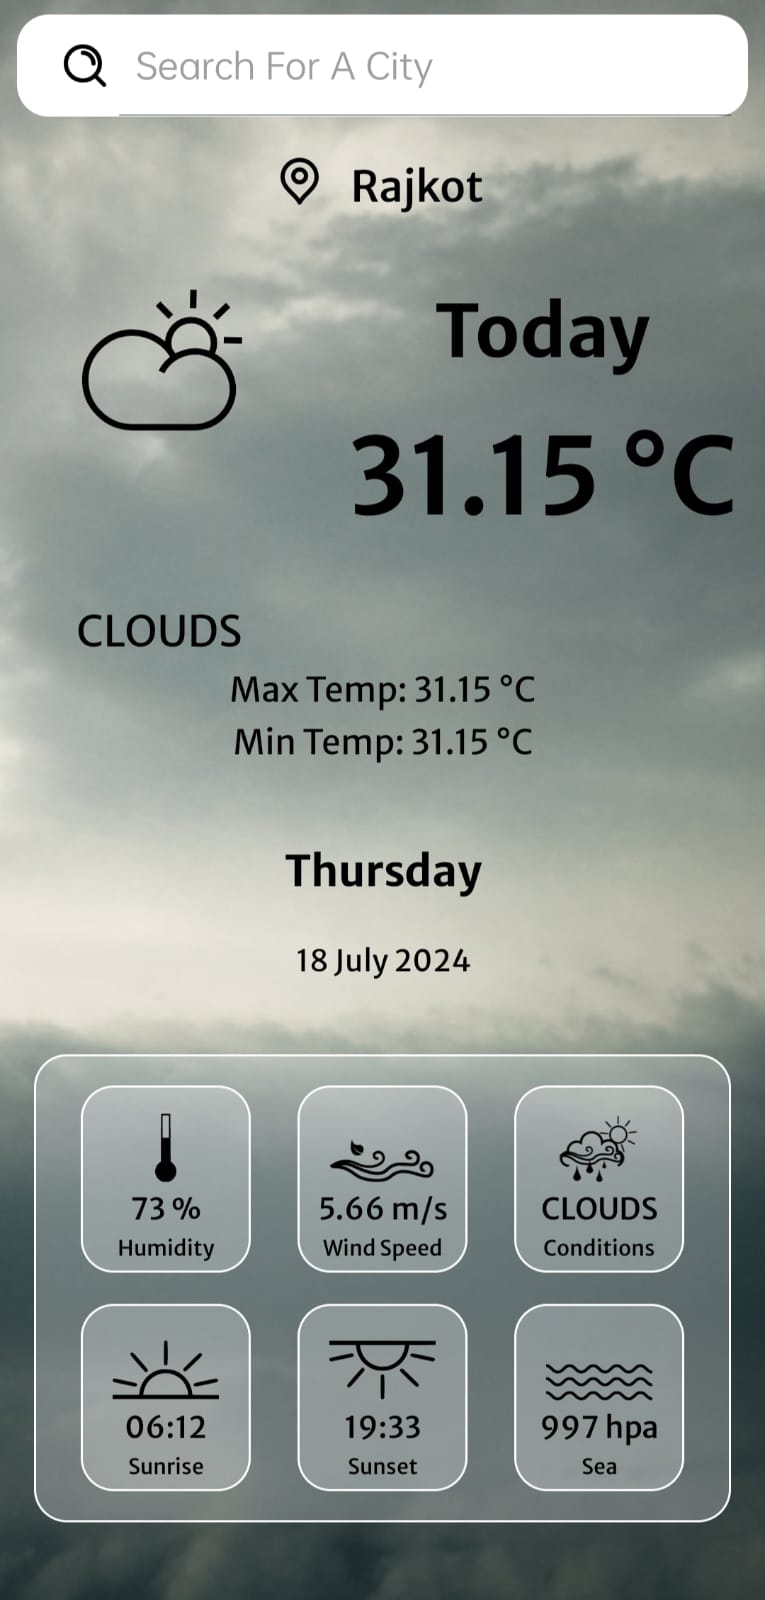 Search For A City
Rajkot
Today
31.15 °C
CLOUDS
Max Temp: 31.15 °C
Min Temp: 31.15 °C
Thursday
18 July 2024
73 %
Humidity
5.66 m/s
Wind Speed
CLOUDS
Conditions
06:12
Sunrise
19:33
Sunset
997 hpa
Sea